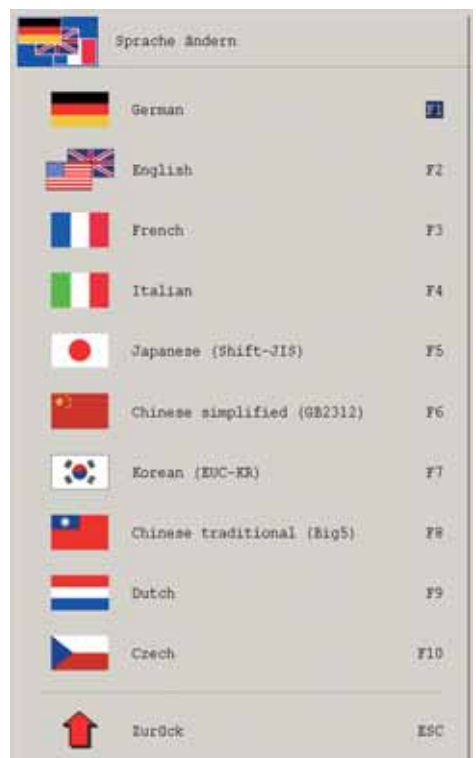 Sprache ändern
German F1
English F2
French F3
Italian F4
Japanese (Shift-JIS) F5
Chinese simplified (GB2312) F6
Korean (EUC-KR) F7
Chinese traditional (Big5) F8
Dutch F9
Czech F10
Zurück ESC